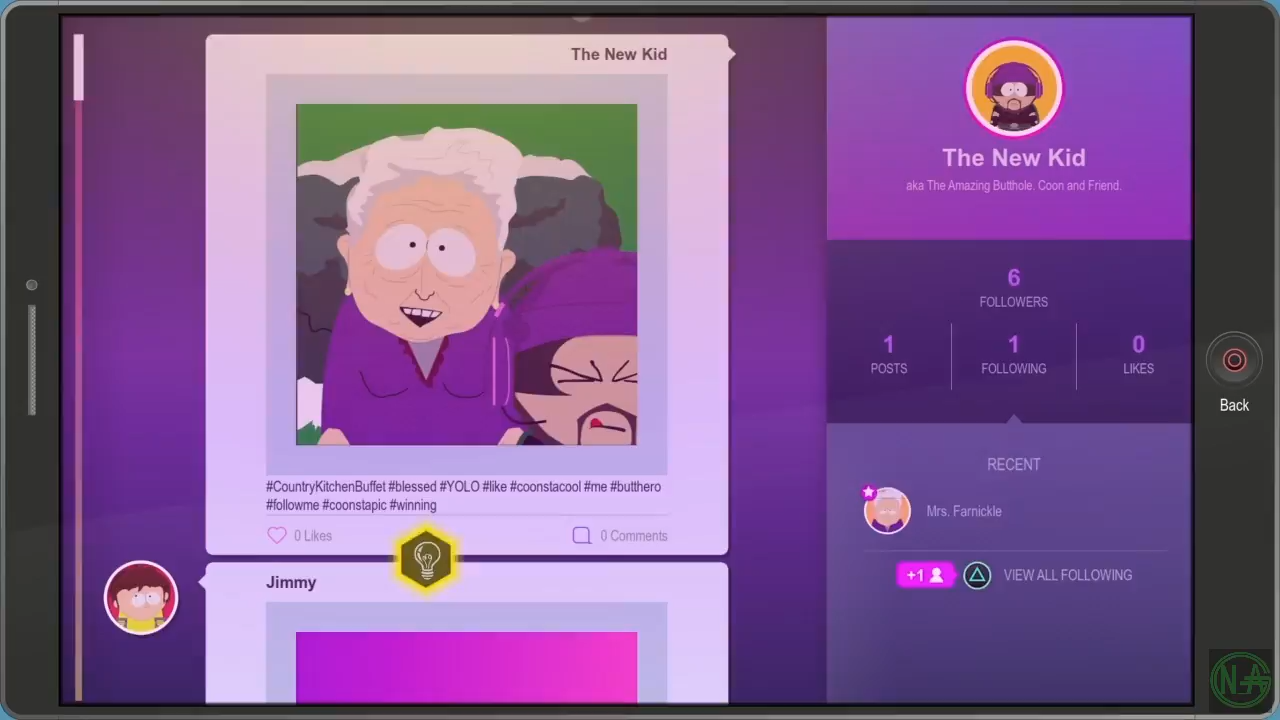 The New Kid
#CountryKitchenBuffet #blessed #YOLO #like #coonstacool #me #butthero
#followme #coonstapic #winning
0 Likes
0 Comments
Jimmy
The New Kid
aka The Amazing Butthole. Coon and Friend.
6
FOLLOWERS
1
POSTS
1
FOLLOWING
0
LIKES
RECENT
Mrs. Farnickle
+1
VIEW ALL FOLLOWING
Back